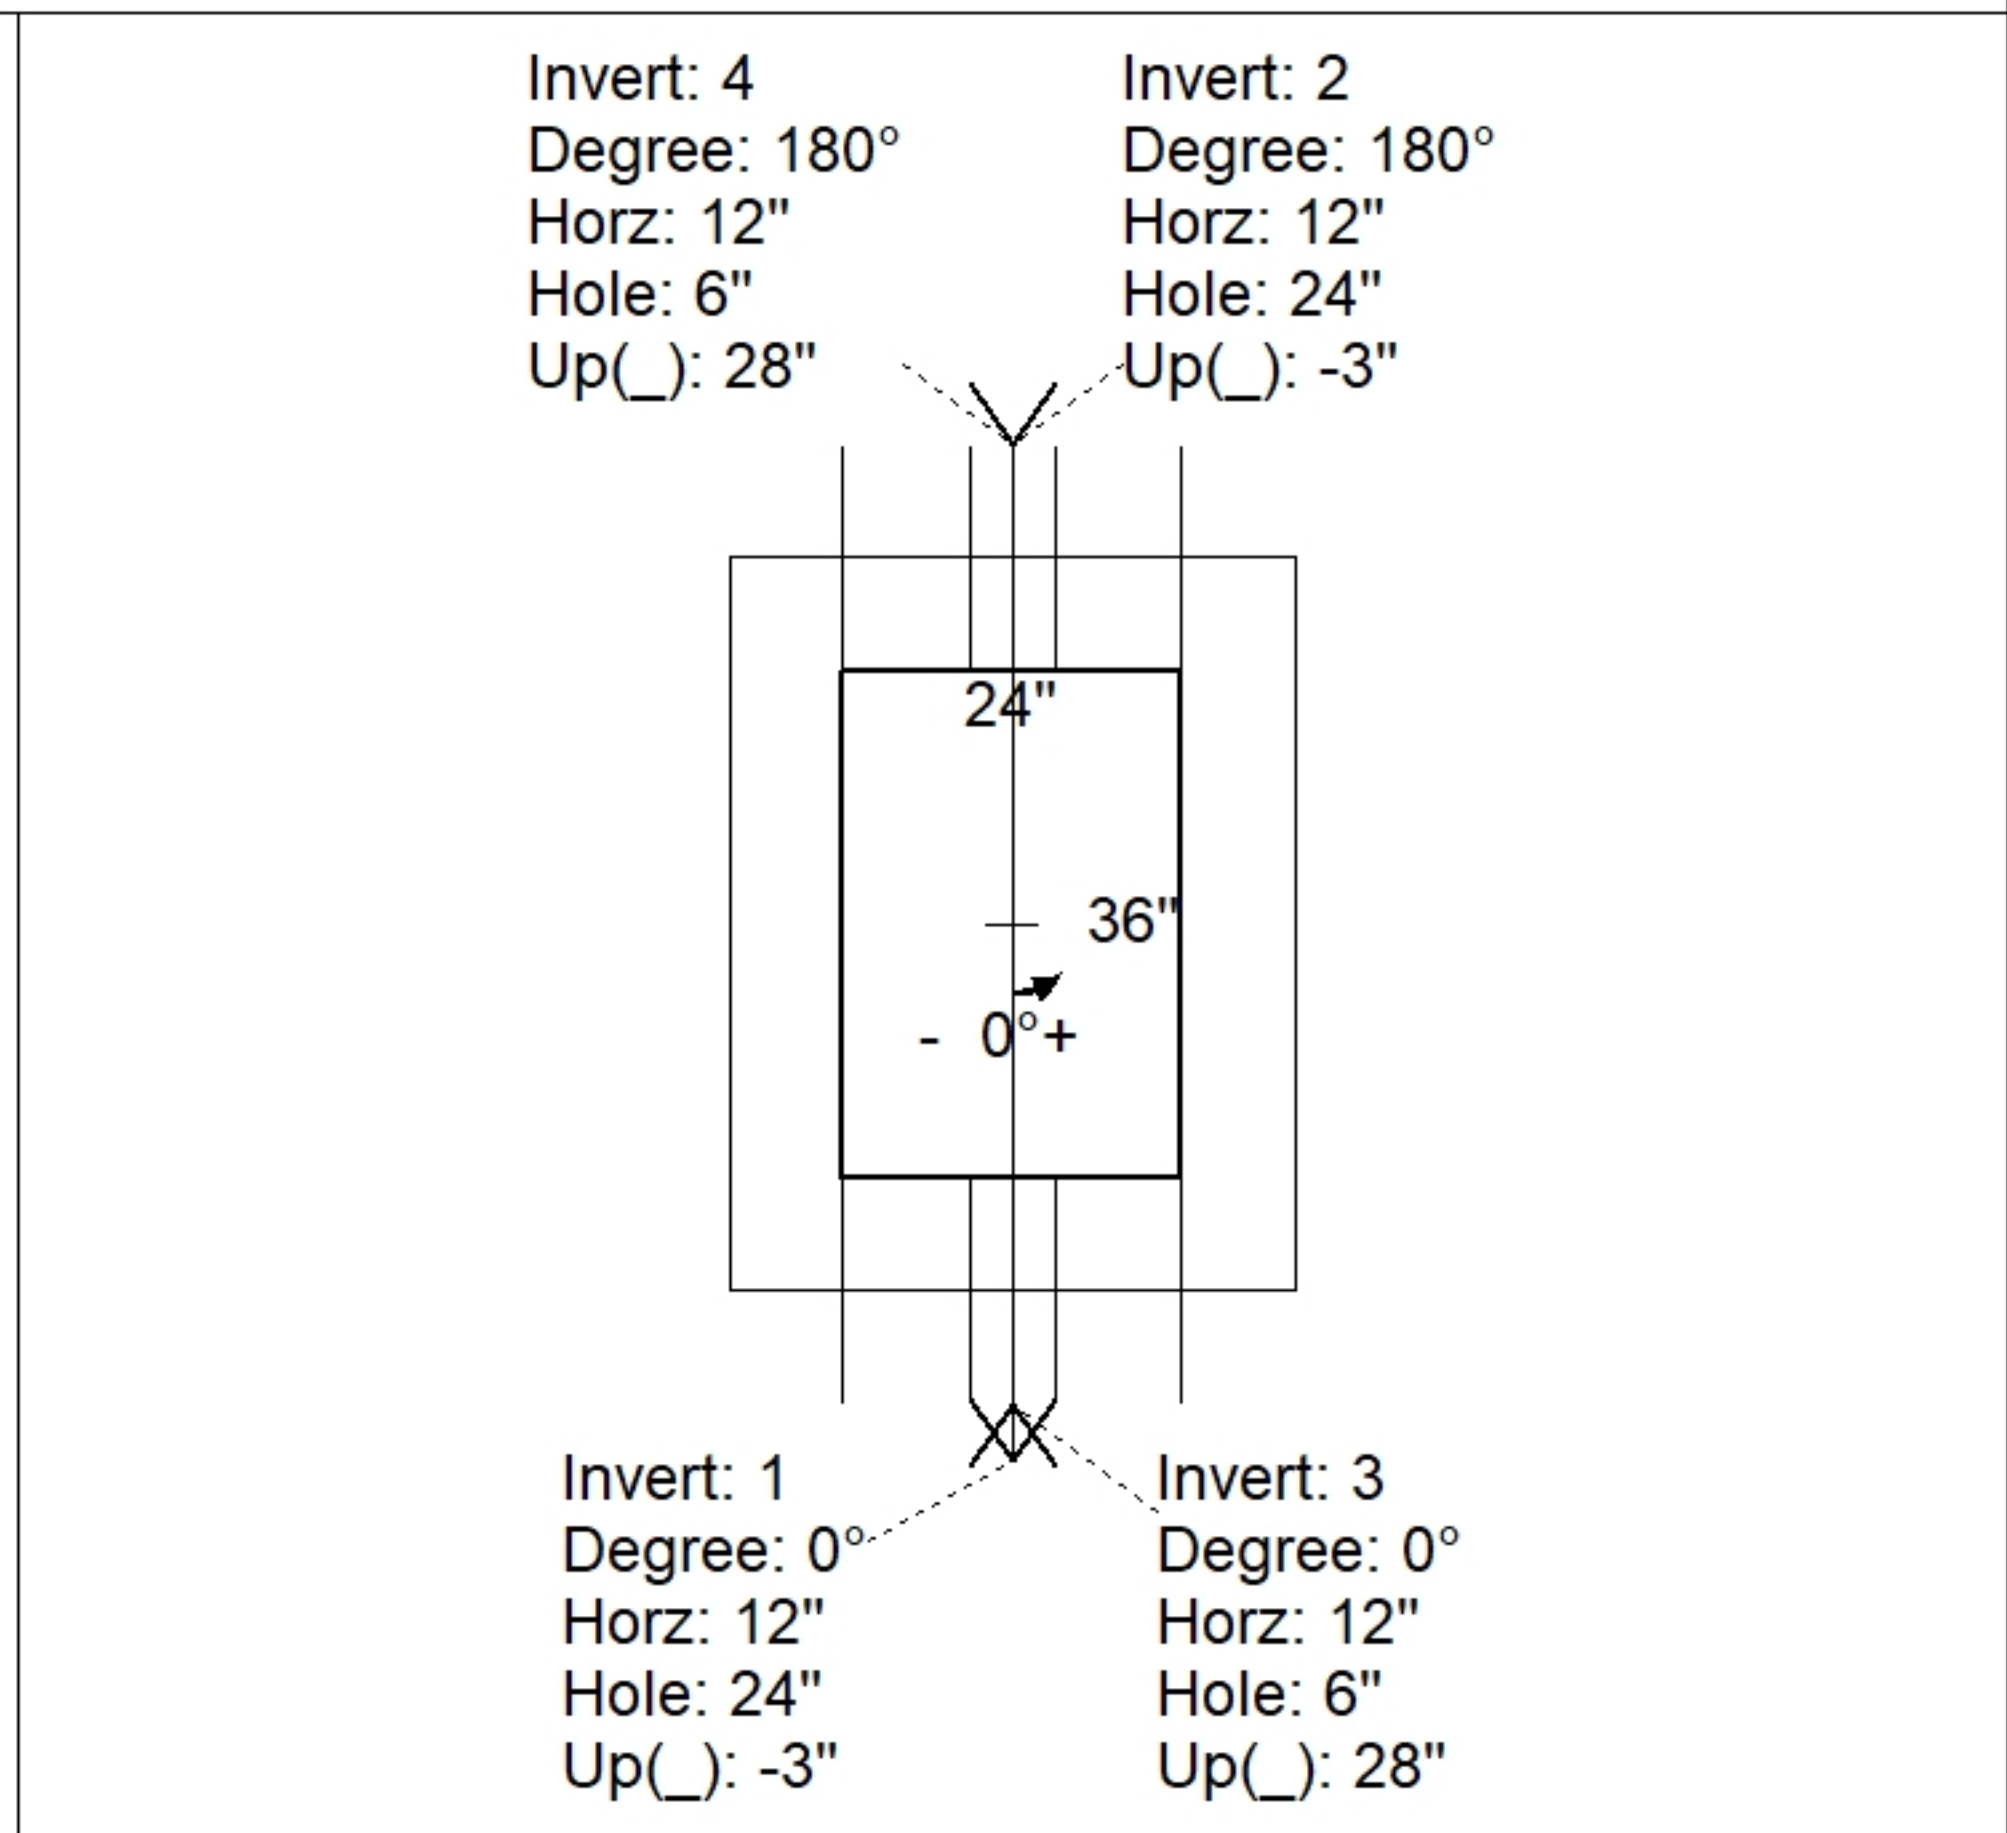 Invert: 4
Degree: 180°
Horz: 12"
Hole: 6"
Up(_): 28"
Invert: 2
Degree: 180°
Horz: 12"
Hole: 24"
Up(_): -3"
24"
36"
- 0°+
Invert: 1
Degree: 0°
Horz: 12"
Hole: 24"
Up(_): -3"
Invert: 3
Degree: 0°
Horz: 12"
Hole: 6"
Up(_): 28"